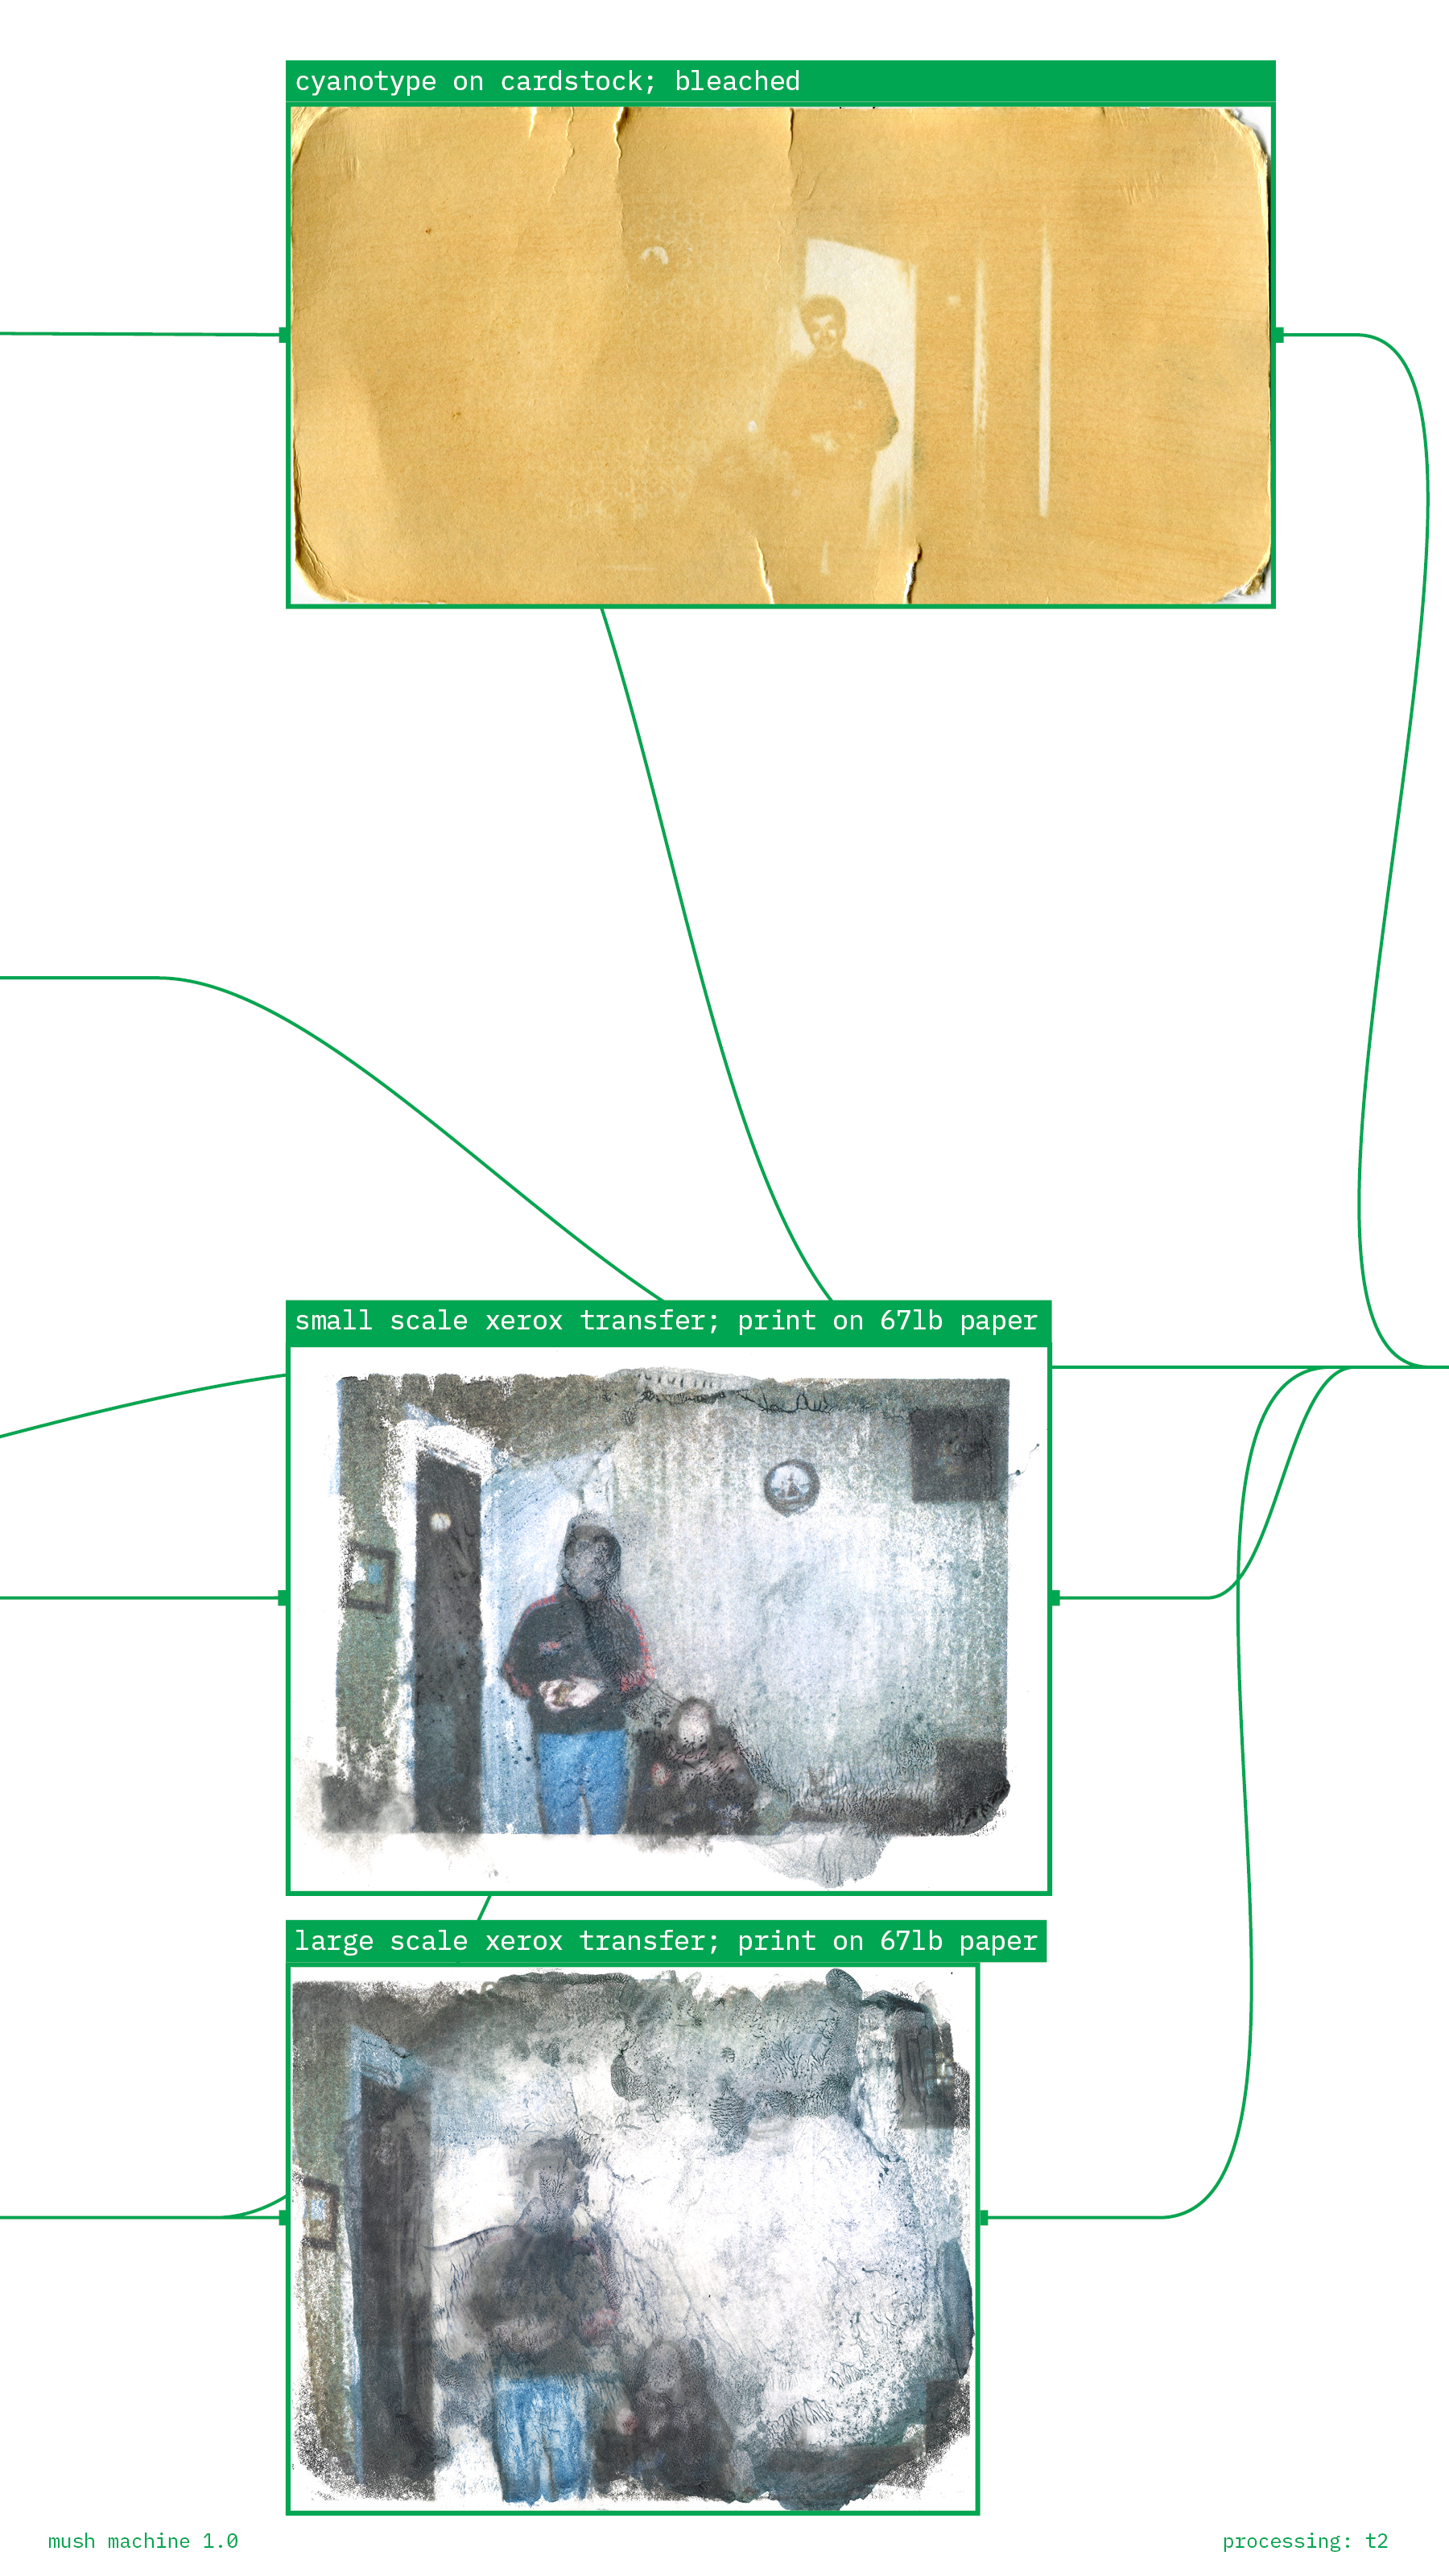 cyanotype on cardstock; bleached
small scale xerox transfer; print on 67lb paper
large scale xerox transfer; print on 67lb paper
mush machine 1.0
processing: t2